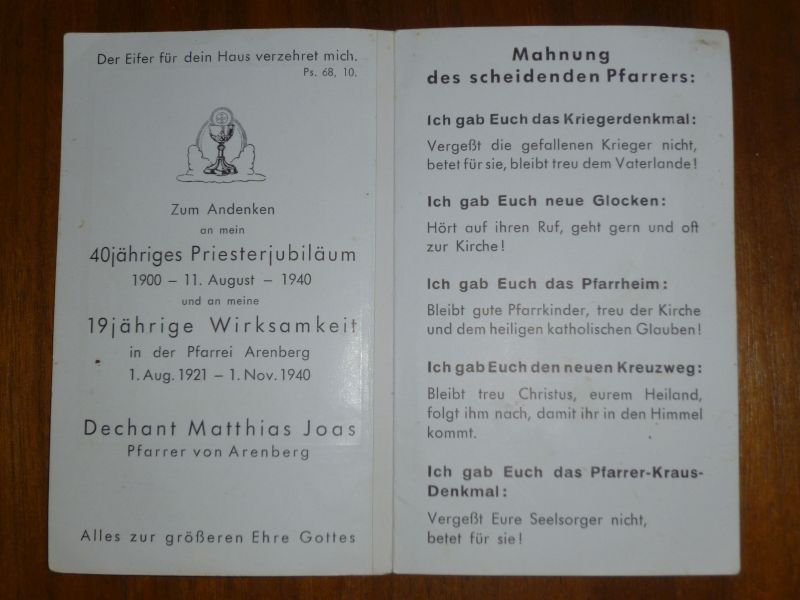 Der Eifer für dein Haus verzehret mich.
Ps. 68, 10.
Zum Andenken
an mein
40jähriges Priesterjubiläum
1900 – 11. August – 1940
und an meine
19jährige Wirksamkeit
in der Pfarrei Arenberg
1. Aug. 1921 – 1. Nov. 1940
Dechant Matthias Joas
Pfarrer von Arenberg
Alles zur größeren Ehre Gottes
Mahnung
des scheidenden Pfarrers:
Ich gab Euch das Kriegerdenkmal:
Vergeßt die gefallenen Krieger nicht,
betet für sie, bleibt treu dem Vaterlande!
Ich gab Euch neue Glocken:
Hört auf ihren Ruf, geht gern und oft
zur Kirche!
Ich gab Euch das Pfarrheim:
Bleibt gute Pfarrkinder, treu der Kirche
und dem heiligen katholischen Glauben!
Ich gab Euch den neuen Kreuzweg:
Bleibt treu Christus, eurem Heiland,
folgt ihm nach, damit ihr in den Himmel
kommt.
Ich gab Euch das Pfarrer-Kraus-
Denkmal:
Vergeßt Eure Seelsorger nicht,
betet für sie!